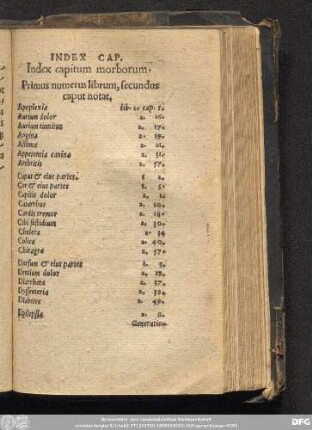 INDEX CAP.
Index capitum morborum.
Primus numerus librum, ſecundus
caput notat.
Apoplexia lib. 2. cap. 5.
Aurium dolor 2. 16.
Aurium tinnitus 2. 17.
Angina 2. 19.
Aſthma 2. 21.
Appetentia canina 2. 31.
Arthritis 2. 57.
Caput & eius partes. 1 2.
Cor & eius partes 1. 5.
Capitis dolor 2. 1.
Catarrhus 2. 10.
Cordis tremor 2.
Cibi faſtidium 2. 30.
Cholera 2. 34
Colica 2. 40.
Chiragra 2. 57.
Dorſum & eius partes 1. 3.
Dentium dolor 2. 18.
Diarrhœa 2. 37.
Dyſenteria 2. 38.
Diabetes 2. 49.
Epilepſia 2. 8.
Generatio
DFG